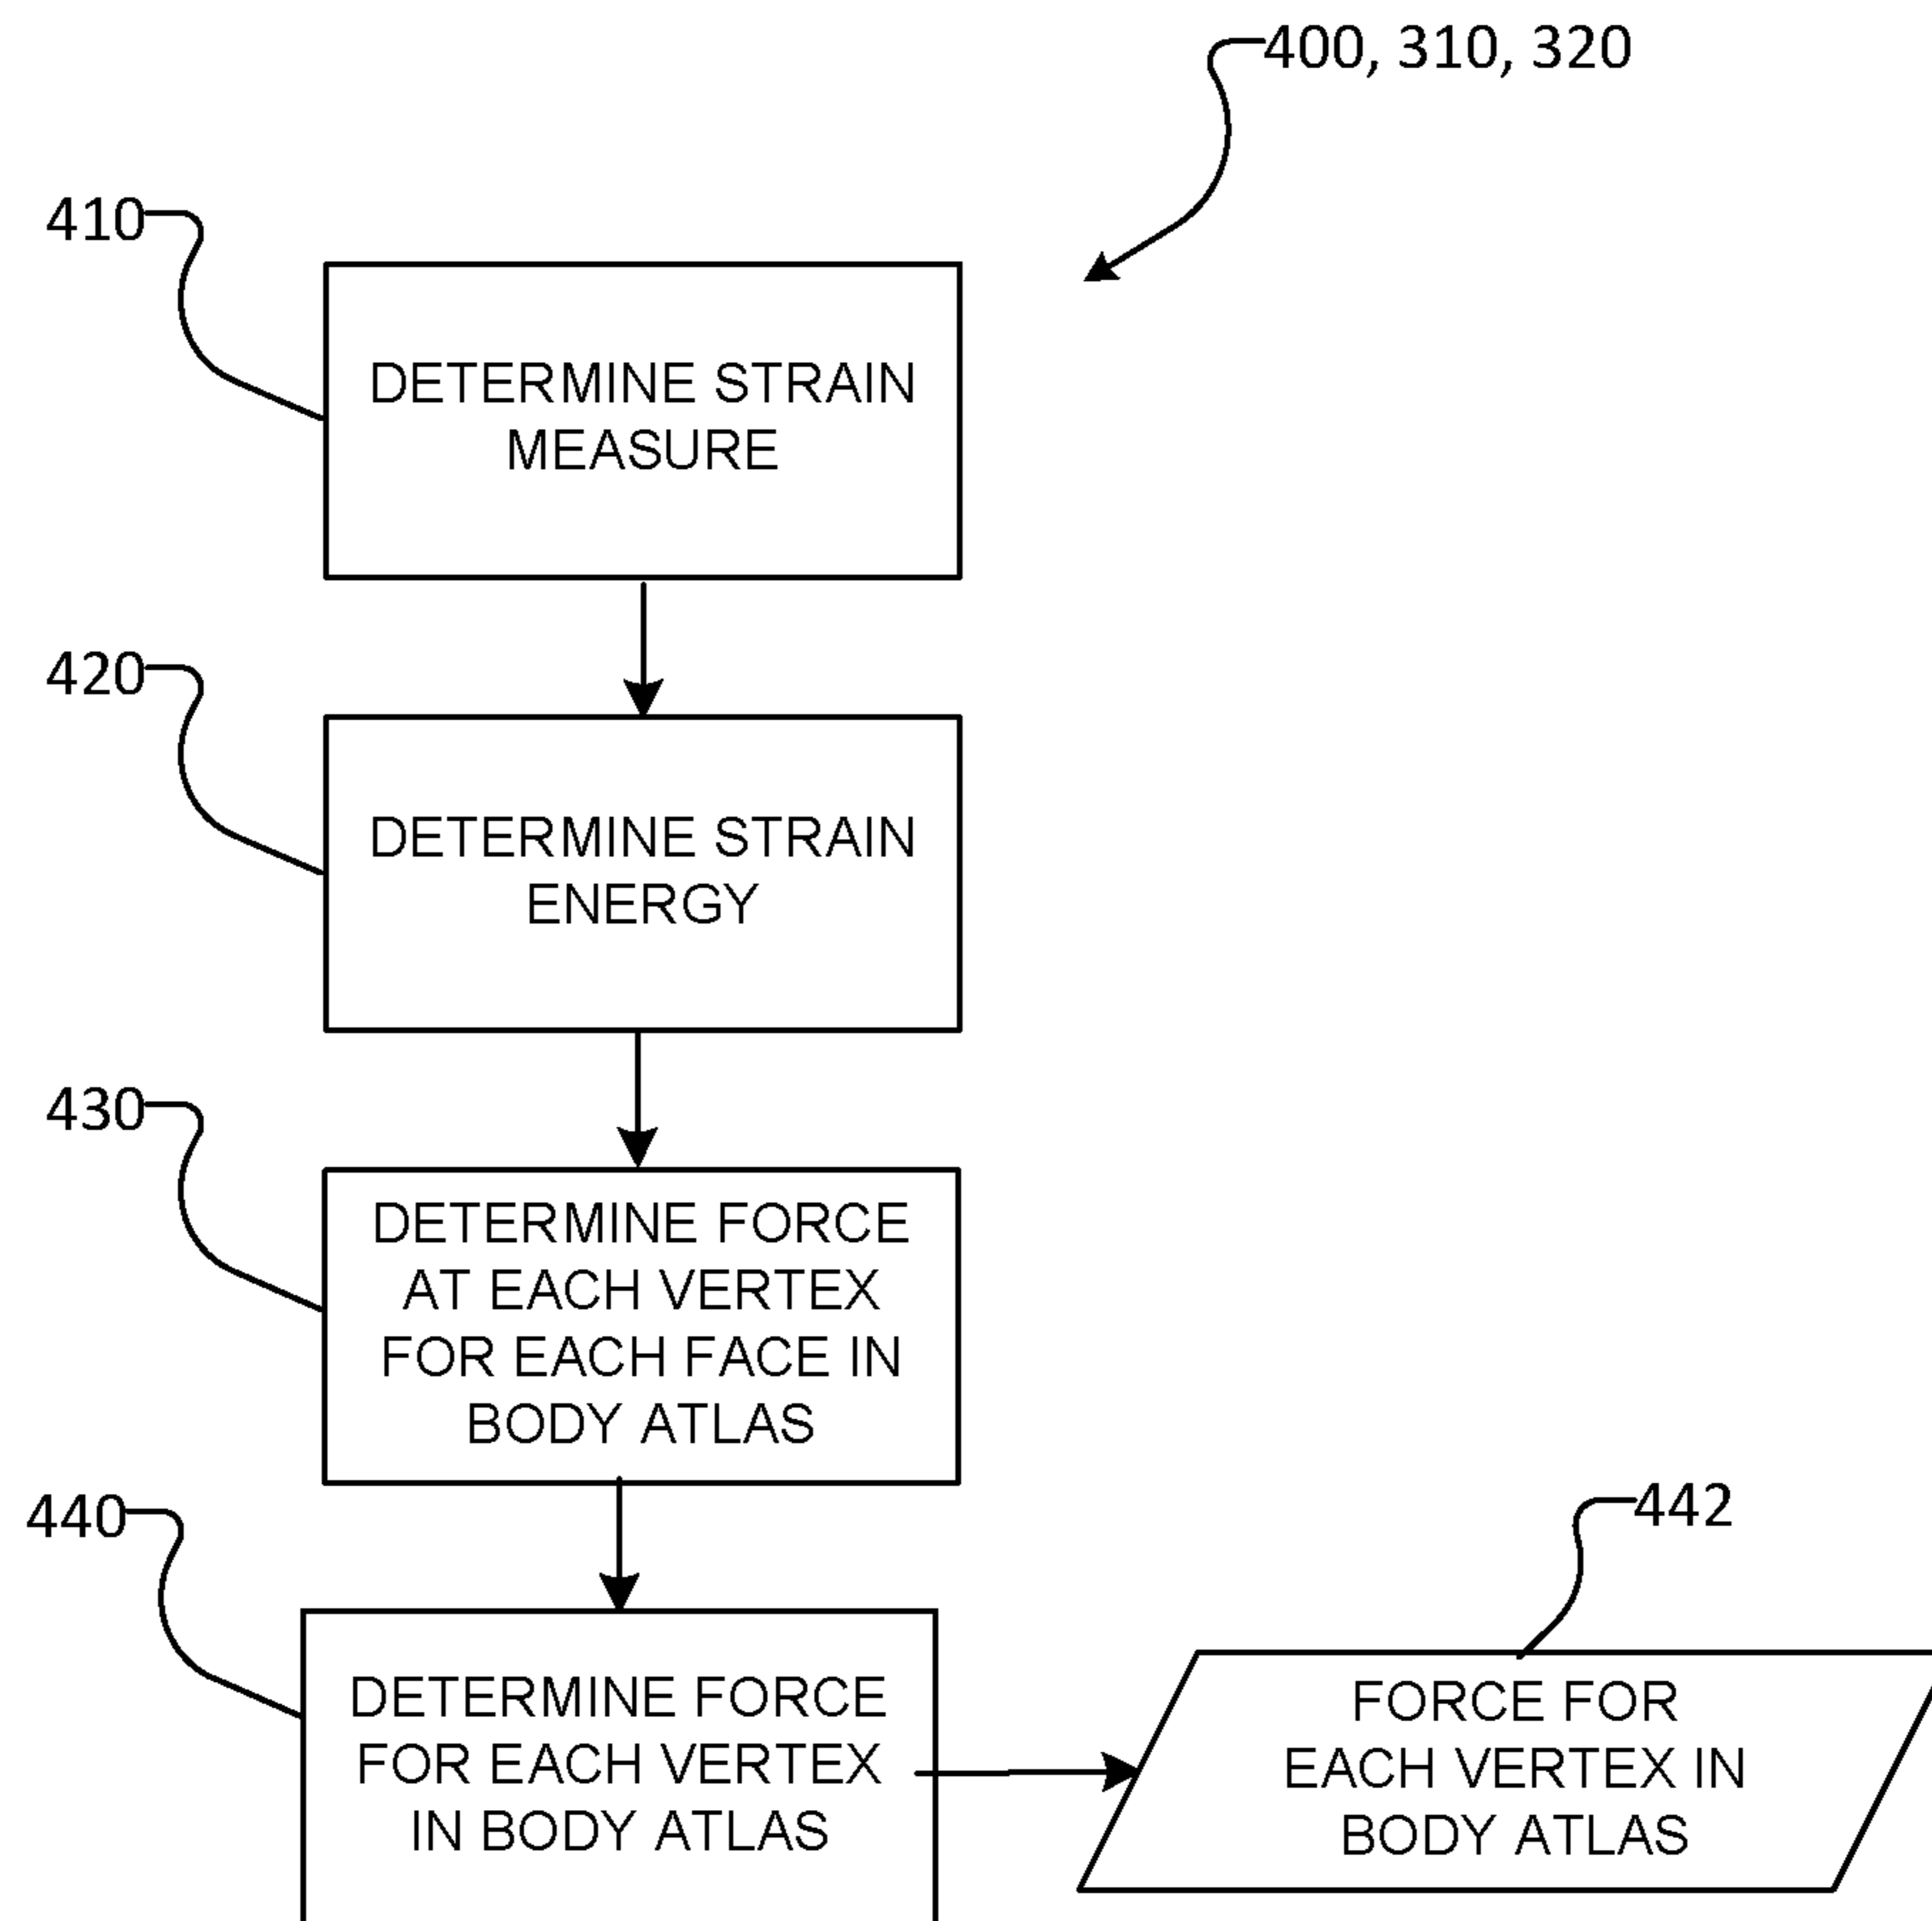 400, 310, 320
410
DETERMINE STRAIN
MEASURE
420
DETERMINE STRAIN
ENERGY
430
DETERMINE FORCE
AT EACH VERTEX
FOR EACH FACE IN
BODY ATLAS
440
DETERMINE FORCE
FOR EACH VERTEX
IN BODY ATLAS
442
FORCE FOR
EACH VERTEX IN
BODY ATLAS